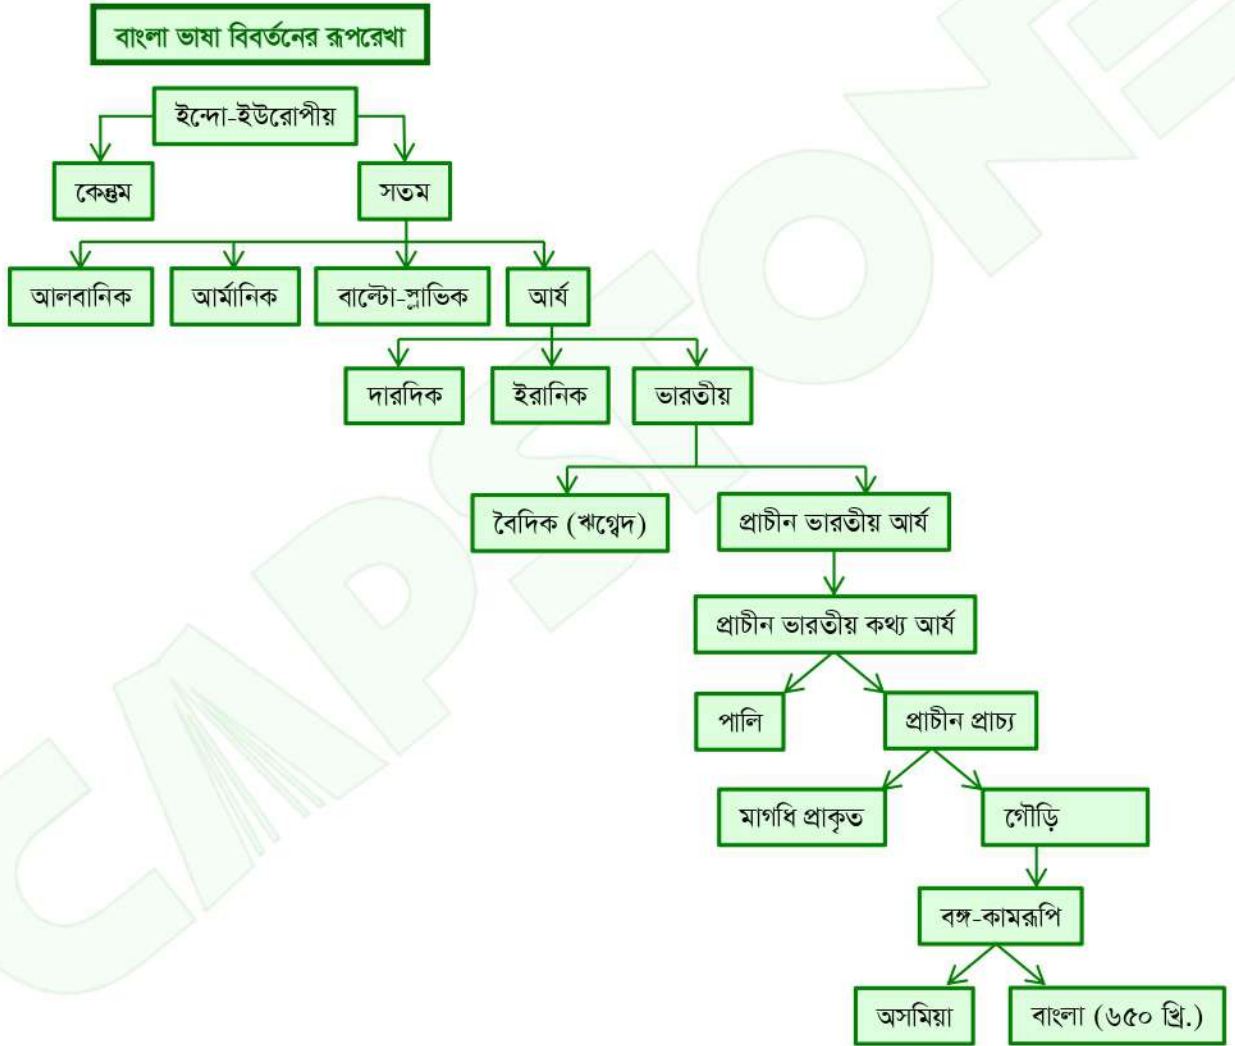 বাংলা ভাষা বিবর্তনের রূপরেখা
ইন্দো-ইউরোপীয়
কেন্তুম
সতম
আলবানিক
আর্মানিক
বাল্টো-স্লাভিক
আর্য
দারদিক
ইরানিক
ভারতীয়
বৈদিক (ঋগ্বেদ)
প্রাচীন ভারতীয় আর্য
প্রাচীন ভারতীয় কথ্য আর্য
পালি
প্রাচীন প্রাচ্য
মাগধি প্রাকৃত
গৌড়ি
বঙ্গ-কামরূপি
অসমিয়া
বাংলা (৬৫০ খ্রি.)
CAPSTONE